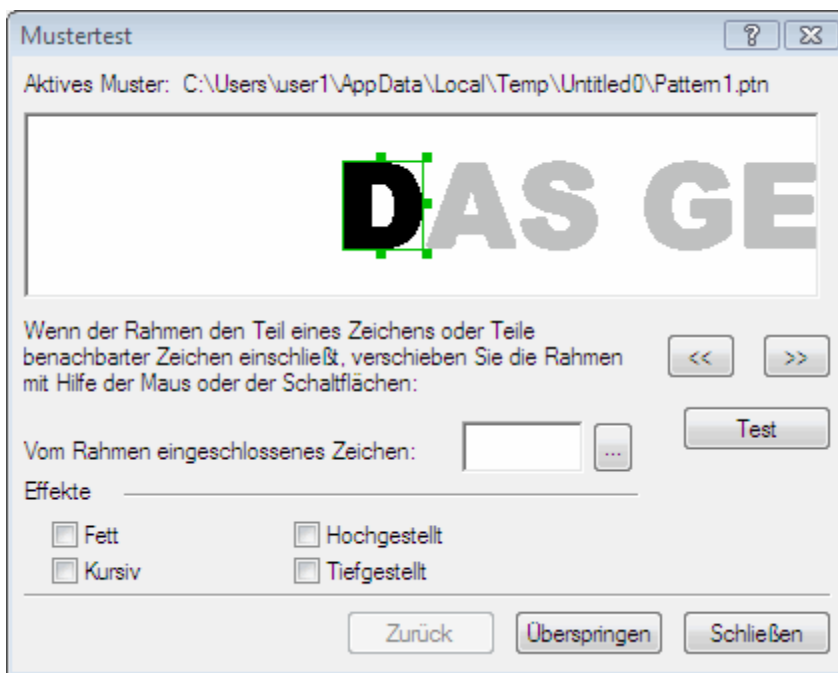 Mustertest
Aktives Muster: C:\Users\user1\AppData\Local\Temp\Untitled0\Pattern1.ptn
DAS GE
Wenn der Rahmen den Teil eines Zeichens oder Teile
benachbarter Zeichen einschließt, verschieben Sie die Rahmen
mit Hilfe der Maus oder der Schaltflächen:
<< >>
Test
Vom Rahmen eingeschlossenes Zeichen: ...
Effekte
Fett Hochgestellt
Kursiv Tiefgestellt
Zurück Überspringen Schließen